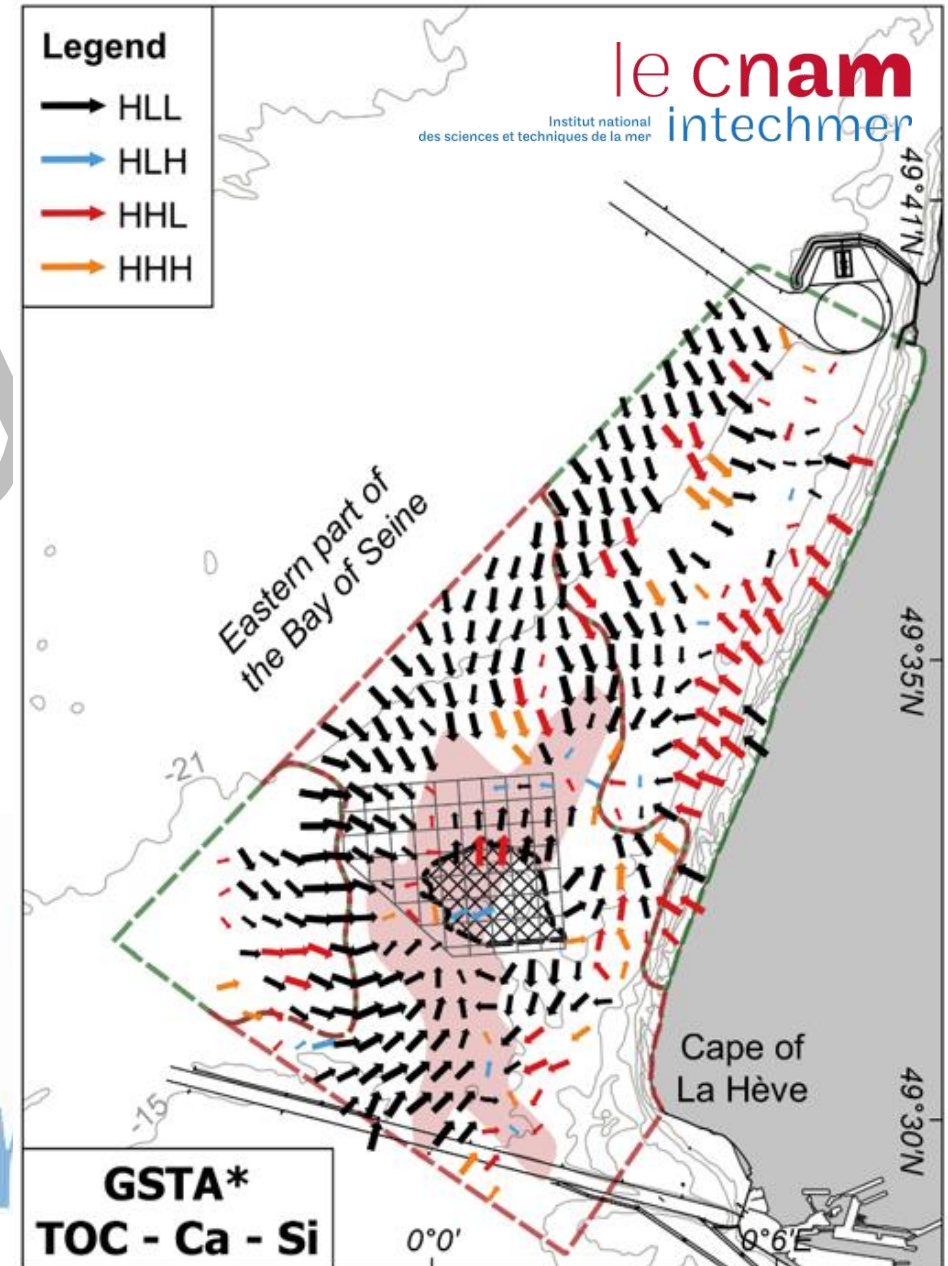 Legend
HLL
HLH
HHL
HHH
le cnam
Institut national
des sciences et techniques de la mer
intechmer
49°41'N
Eastern part of
the Bay of Seine
49°35'N
-21
Cape of
La Hève
49°30'N
-15
GSTA*
TOC - Ca - Si
0°0'
0°6'E